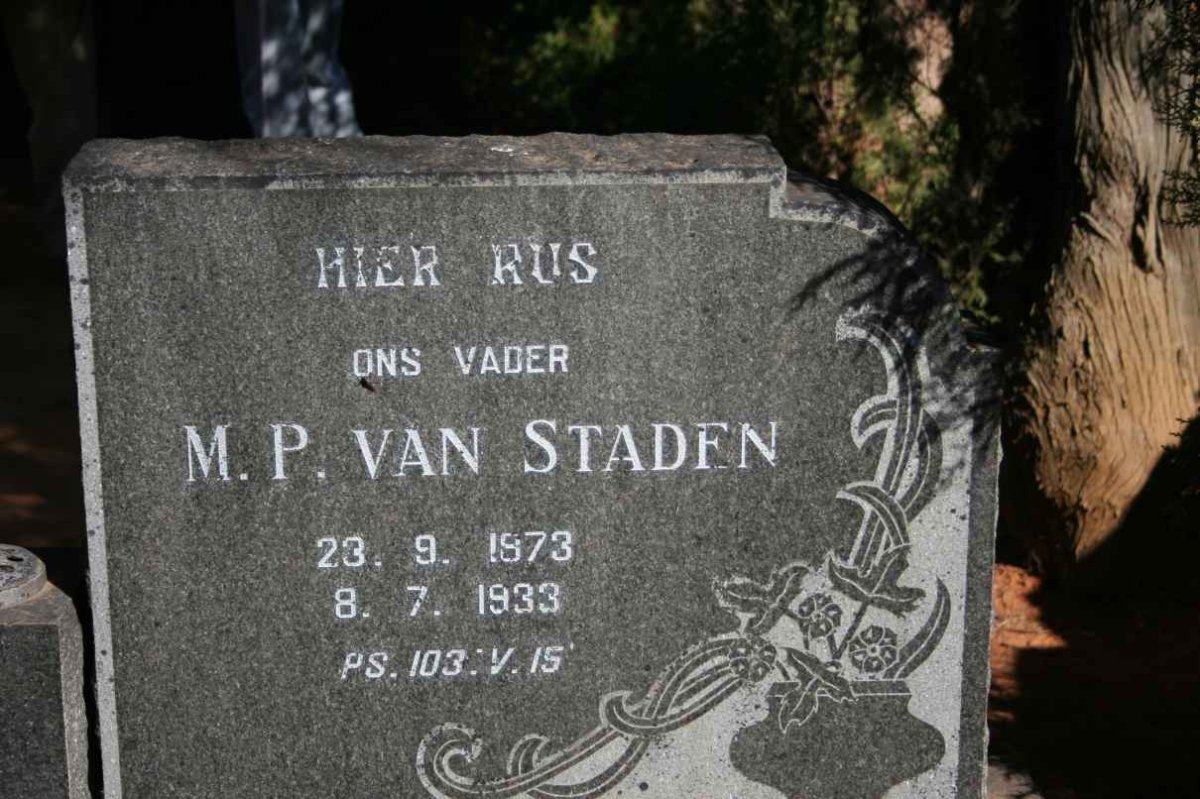 HIER RUS
ONS VADER
M. P. VAN STADEN
23. 9. 1873
8. 7. 1933
PS. 103: V. 15